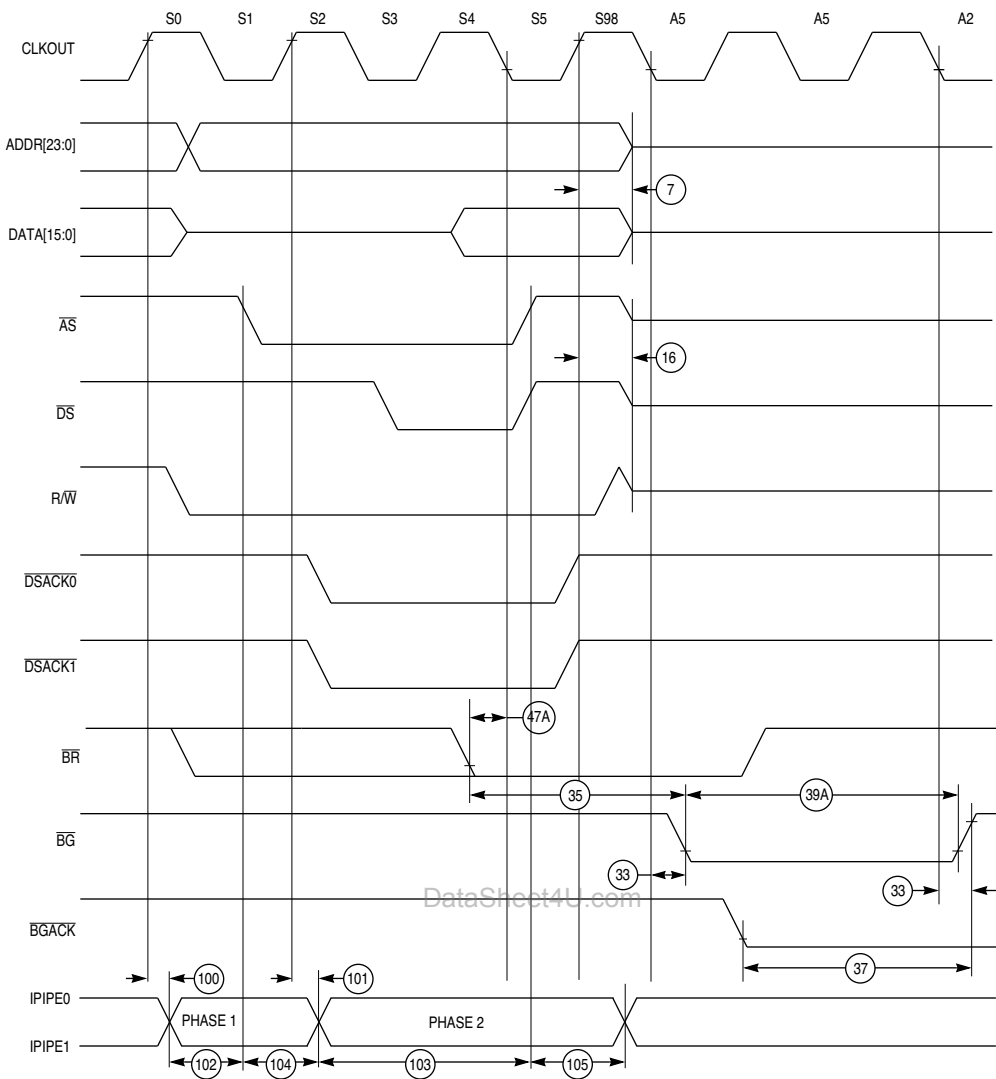 S0 S1 S2 S3 S4 S5 S98 A5 A5 A2
CLKOUT
ADDR[23:0]
7
DATA[15:0]
AS
16
DS
R/W
DSACK0
DSACK1
47A
BR
35 39A
BG
33 33
DataSheet4U.com
BGACK
37
100 101
IPIPE0
PHASE 1 PHASE 2
IPIPE1
102 104 103 105